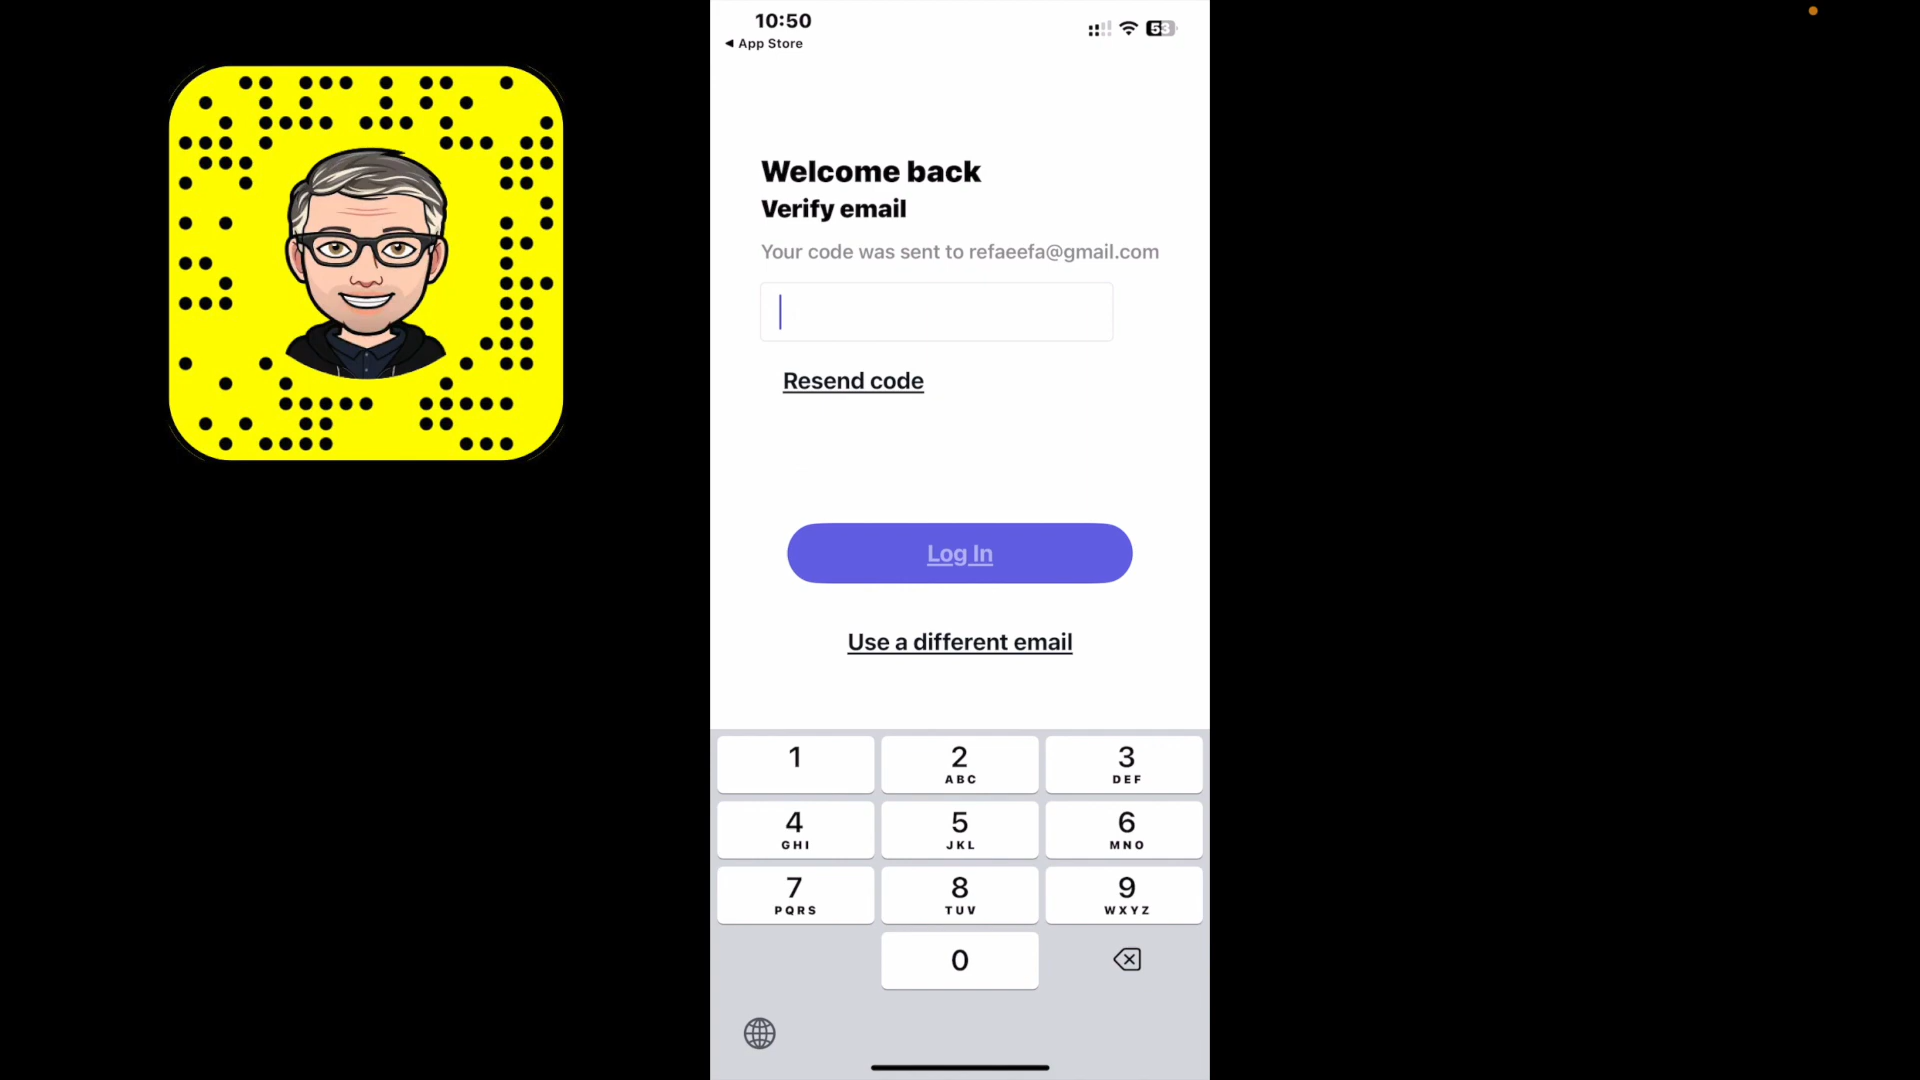 10:50
53
◀ App Store
Welcome back
Verify email
Your code was sent to refaeefa@gmail.com
Resend code
Log In
Use a different email
1
2
ABC
3
DEF
4
GHI
5
JKL
6
MNO
7
PQRS
8
TUV
9
WXYZ
0